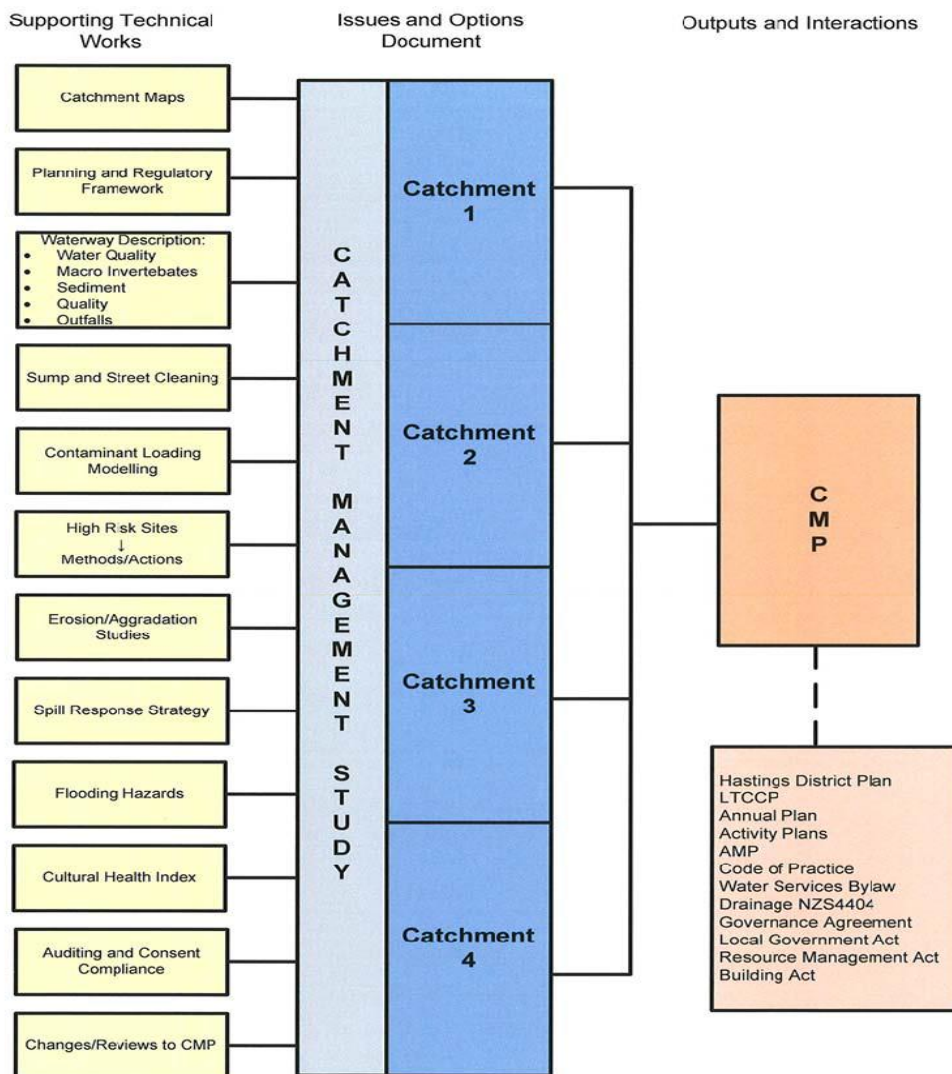 Supporting Technical
Works
Issues and Options
Document
Outputs and Interactions
Catchment Maps
Planning and Regulatory
Framework
Waterway Description:
• Water Quality
• Macro Invertebates
• Sediment
• Quality
• Outfalls
Sump and Street Cleaning
Contaminant Loading
Modelling
High Risk Sites
↓
Methods/Actions
Erosion/Aggradation
Studies
Spill Response Strategy
Flooding Hazards
Cultural Health Index
Auditing and Consent
Compliance
Changes/Reviews to CMP
CATCHMENT MANAGEMENT STUDY
Catchment
1
Catchment
2
Catchment
3
Catchment
4
CMP
Hastings District Plan
LTCCP
Annual Plan
Activity Plans
AMP
Code of Practice
Water Services Bylaw
Drainage NZS4404
Governance Agreement
Local Government Act
Resource Management Act
Building Act